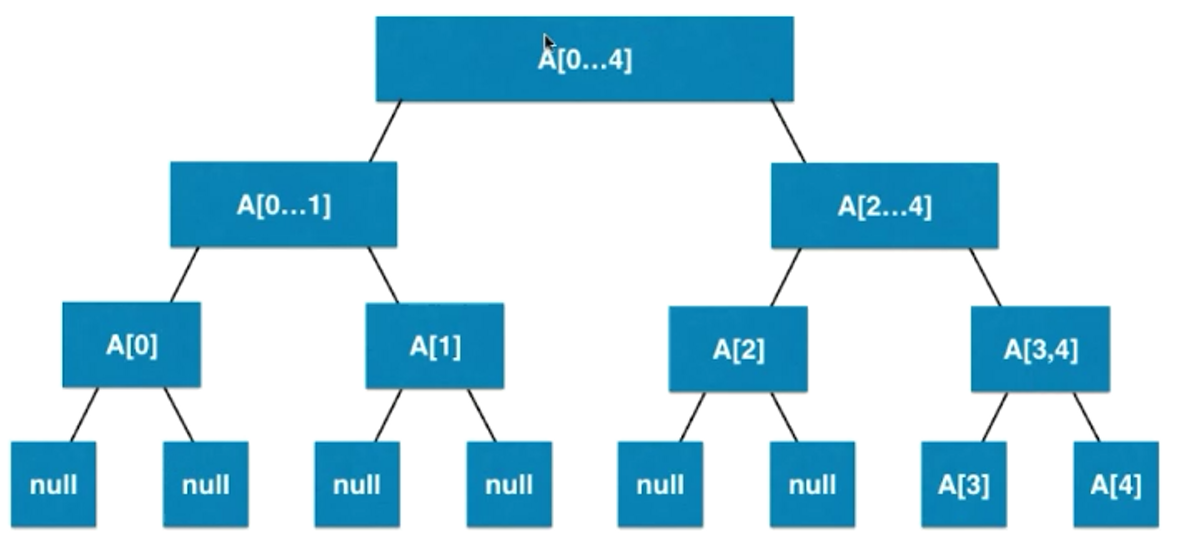 A[0...4]
A[0...1]
A[2...4]
A[0]
A[1]
A[2]
A[3,4]
null
null
null
null
null
null
A[3]
A[4]